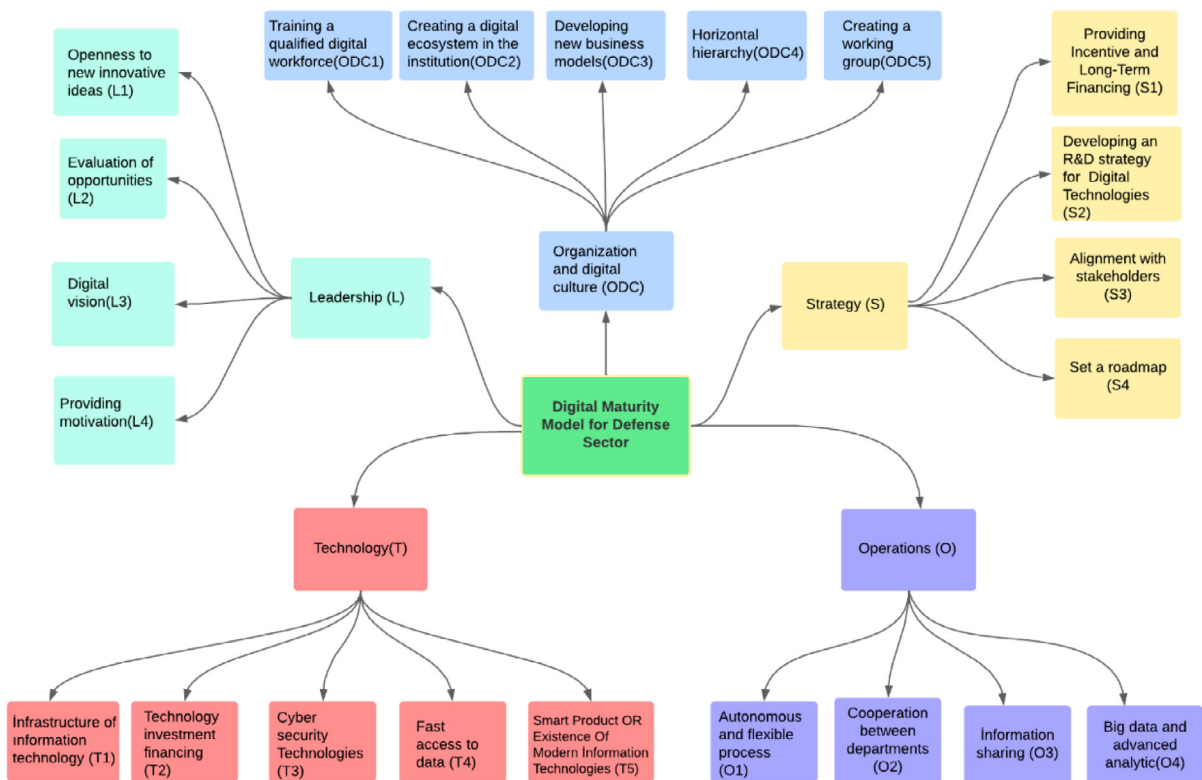 Openness to
new innovative
ideas (L1)
Evaluation of
opportunities
(L2)
Digital
vision(L3)
Providing
motivation(L4)
Leadership (L)
Training a
qualified digital
workforce(ODC1)
Creating a digital
ecosystem in the
institution(ODC2)
Developing
new business
models(ODC3)
Horizontal
hierarchy(ODC4)
Creating a
working
group(ODC5)
Organization
and digital
culture (ODC)
Providing
Incentive and
Long-Term
Financing (S1)
Developing an
R&D strategy
for Digital
Technologies
(S2)
Alignment with
stakeholders
(S3)
Set a roadmap
(S4
Strategy (S)
Digital Maturity
Model for Defense
Sector
Technology(T)
Operations (O)
İnfrastructure of
ınformation
technology (T1)
Technology
investment
financing
(T2)
Cyber
security
Technologies
(T3)
Fast
access to
data (T4)
Smart Product OR
Existence Of
Modern İnformation
Technologies (T5)
Autonomous
and flexible
process
(O1)
Cooperation
between
departments
(O2)
İnformation
sharing (O3)
Big data and
advanced
analytic(O4)